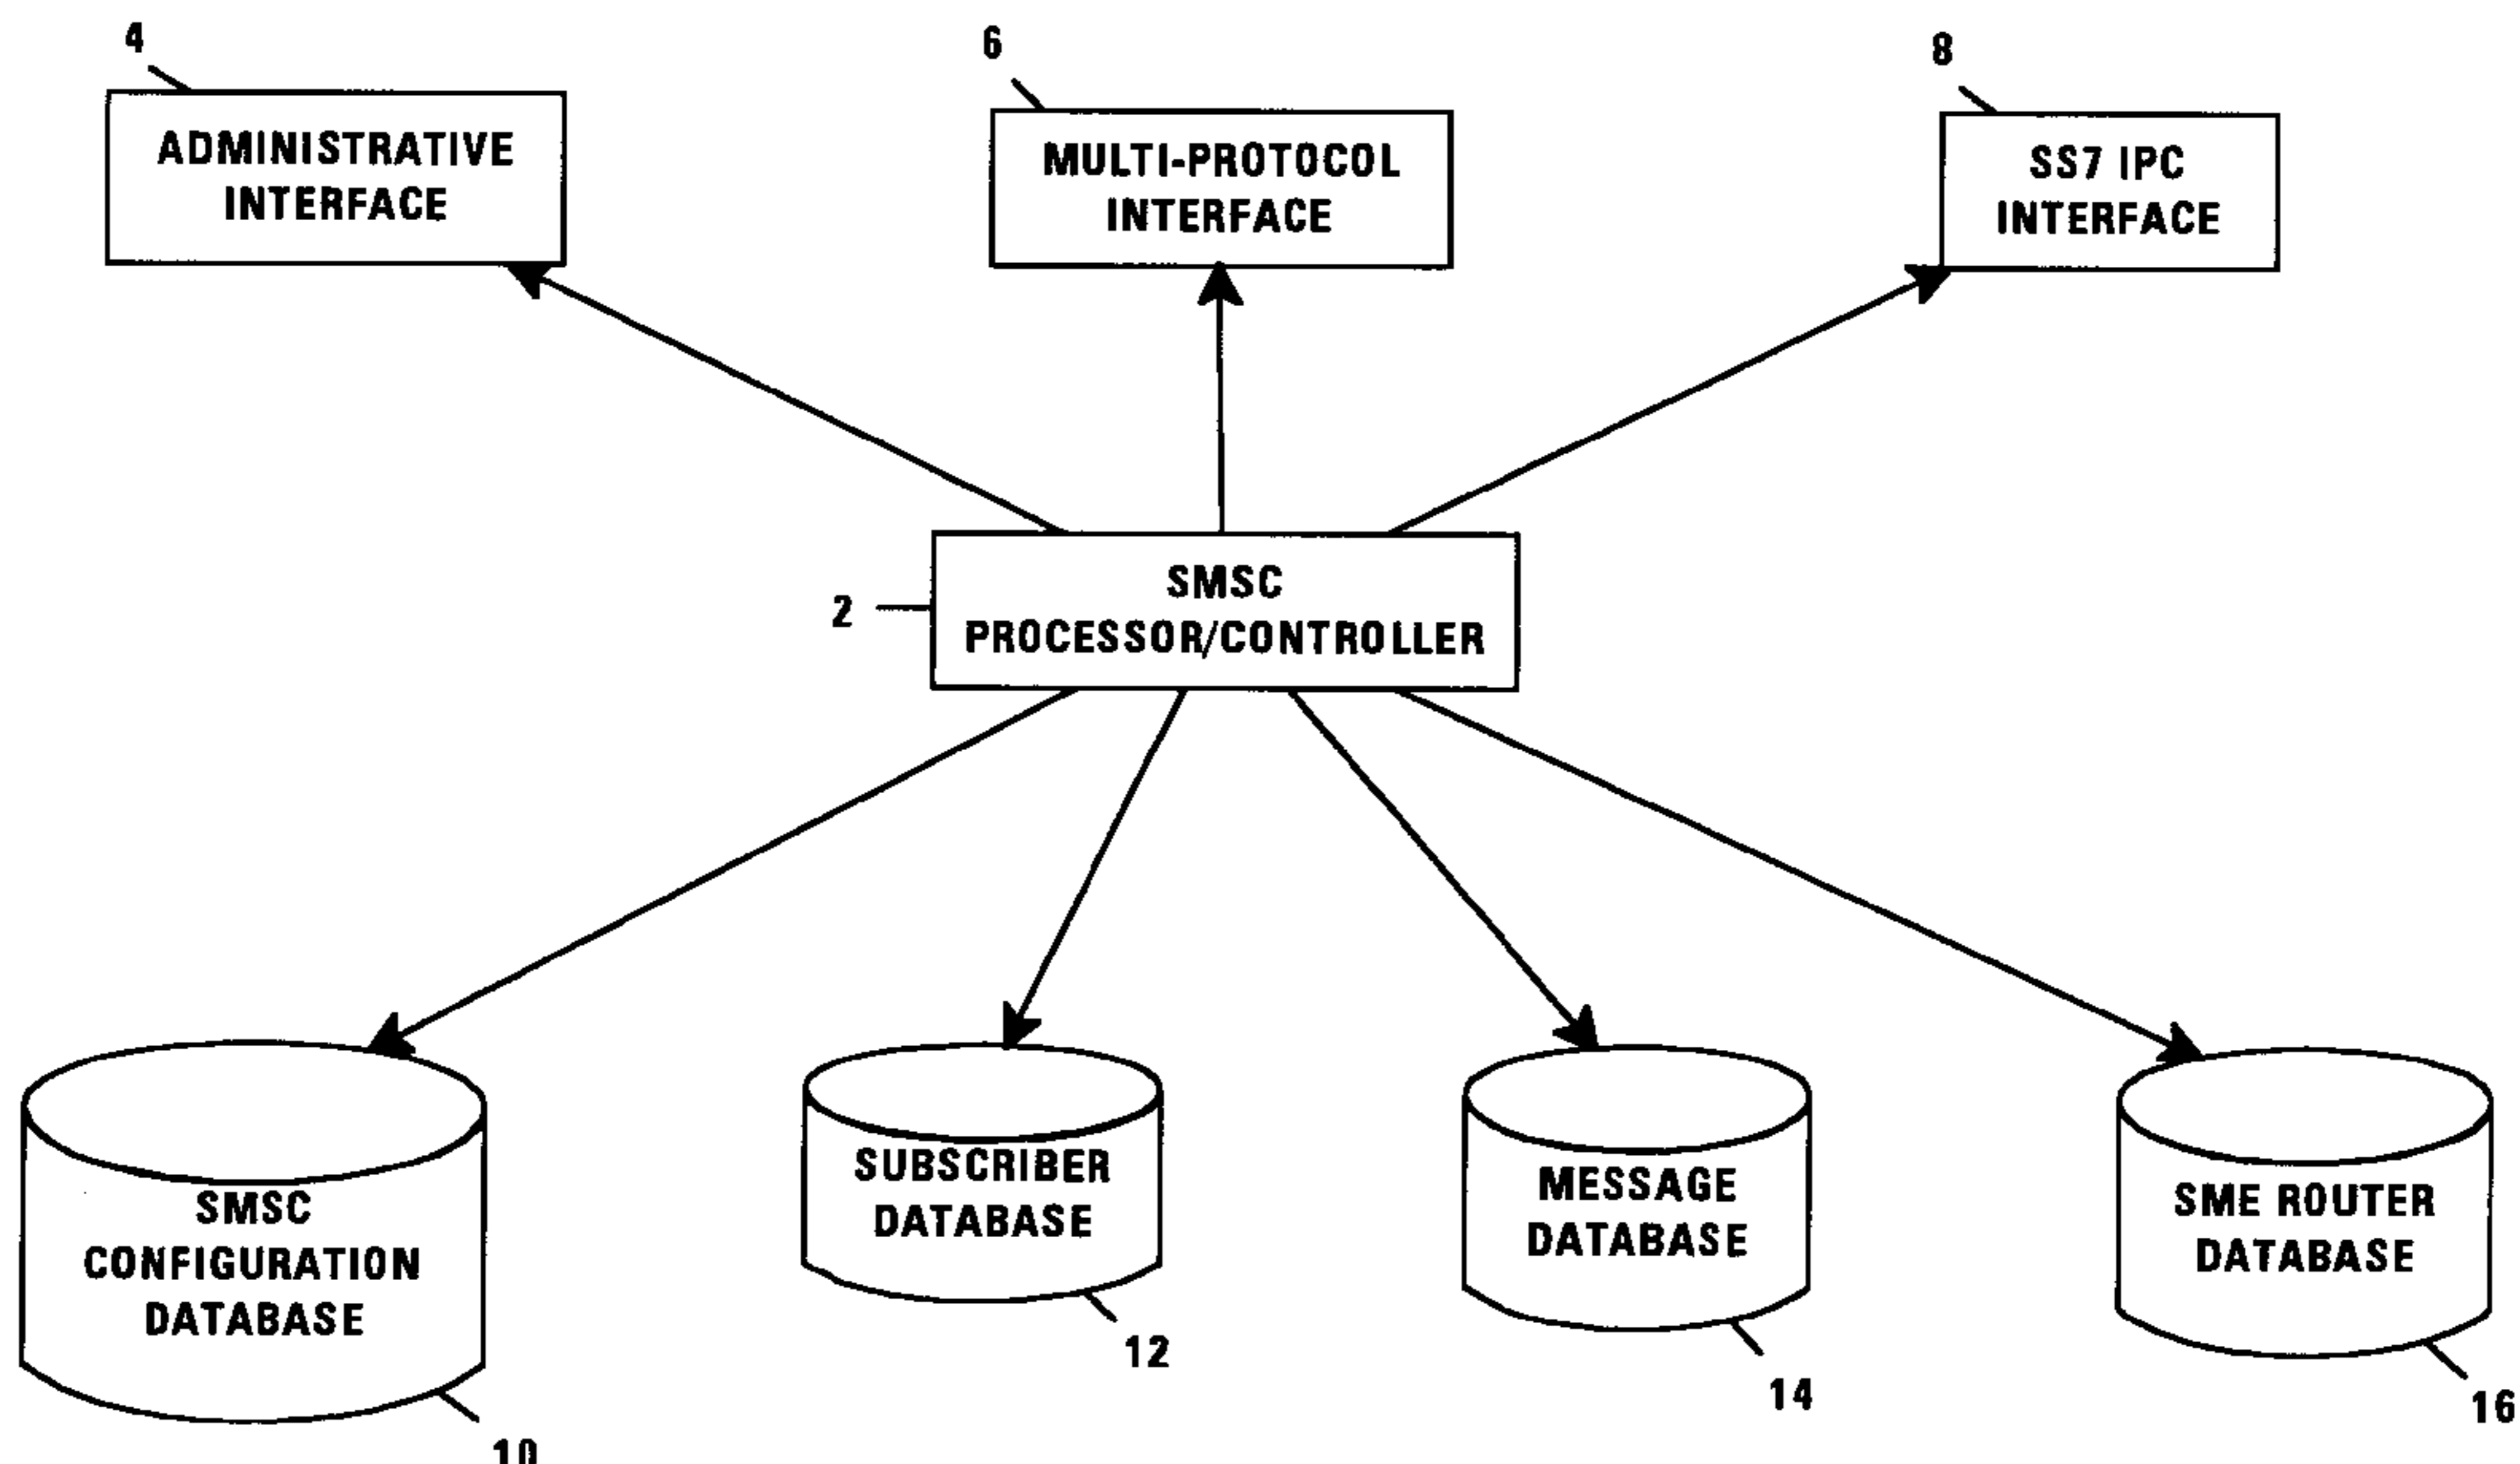 4
6
8
ADMINISTRATIVE
INTERFACE
MULTI-PROTOCOL
INTERFACE
SS7 IPC
INTERFACE
SMSC
PROCESSOR/CONTROLLER
2
SMSC
CONFIGURATION
DATABASE
SUBSCRIBER
DATABASE
MESSAGE
DATABASE
SME ROUTER
DATABASE
10
12
14
16